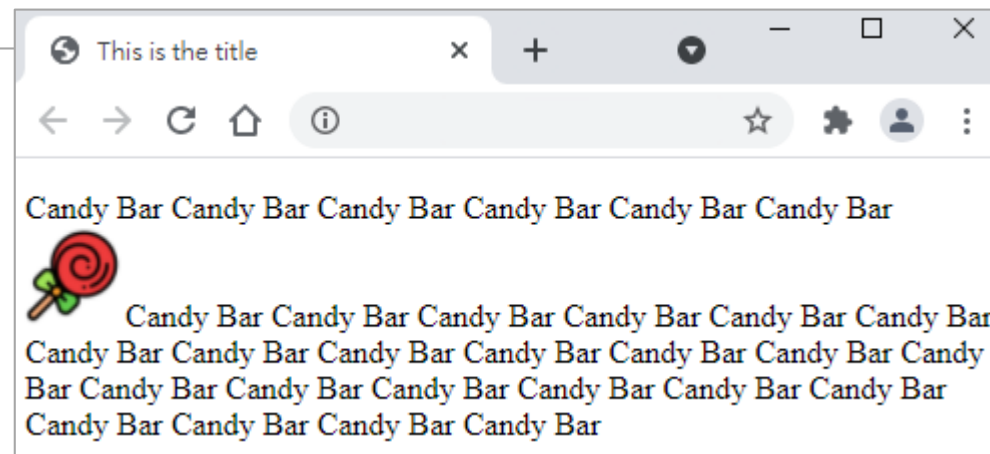 This is the title
Candy Bar Candy Bar Candy Bar Candy Bar Candy Bar Candy Bar
Candy Bar Candy Bar Candy Bar Candy Bar Candy Bar Candy Bar
Candy Bar Candy Bar Candy Bar Candy Bar Candy Bar Candy Bar Candy
Bar Candy Bar Candy Bar Candy Bar Candy Bar Candy Bar Candy Bar
Candy Bar Candy Bar Candy Bar Candy Bar